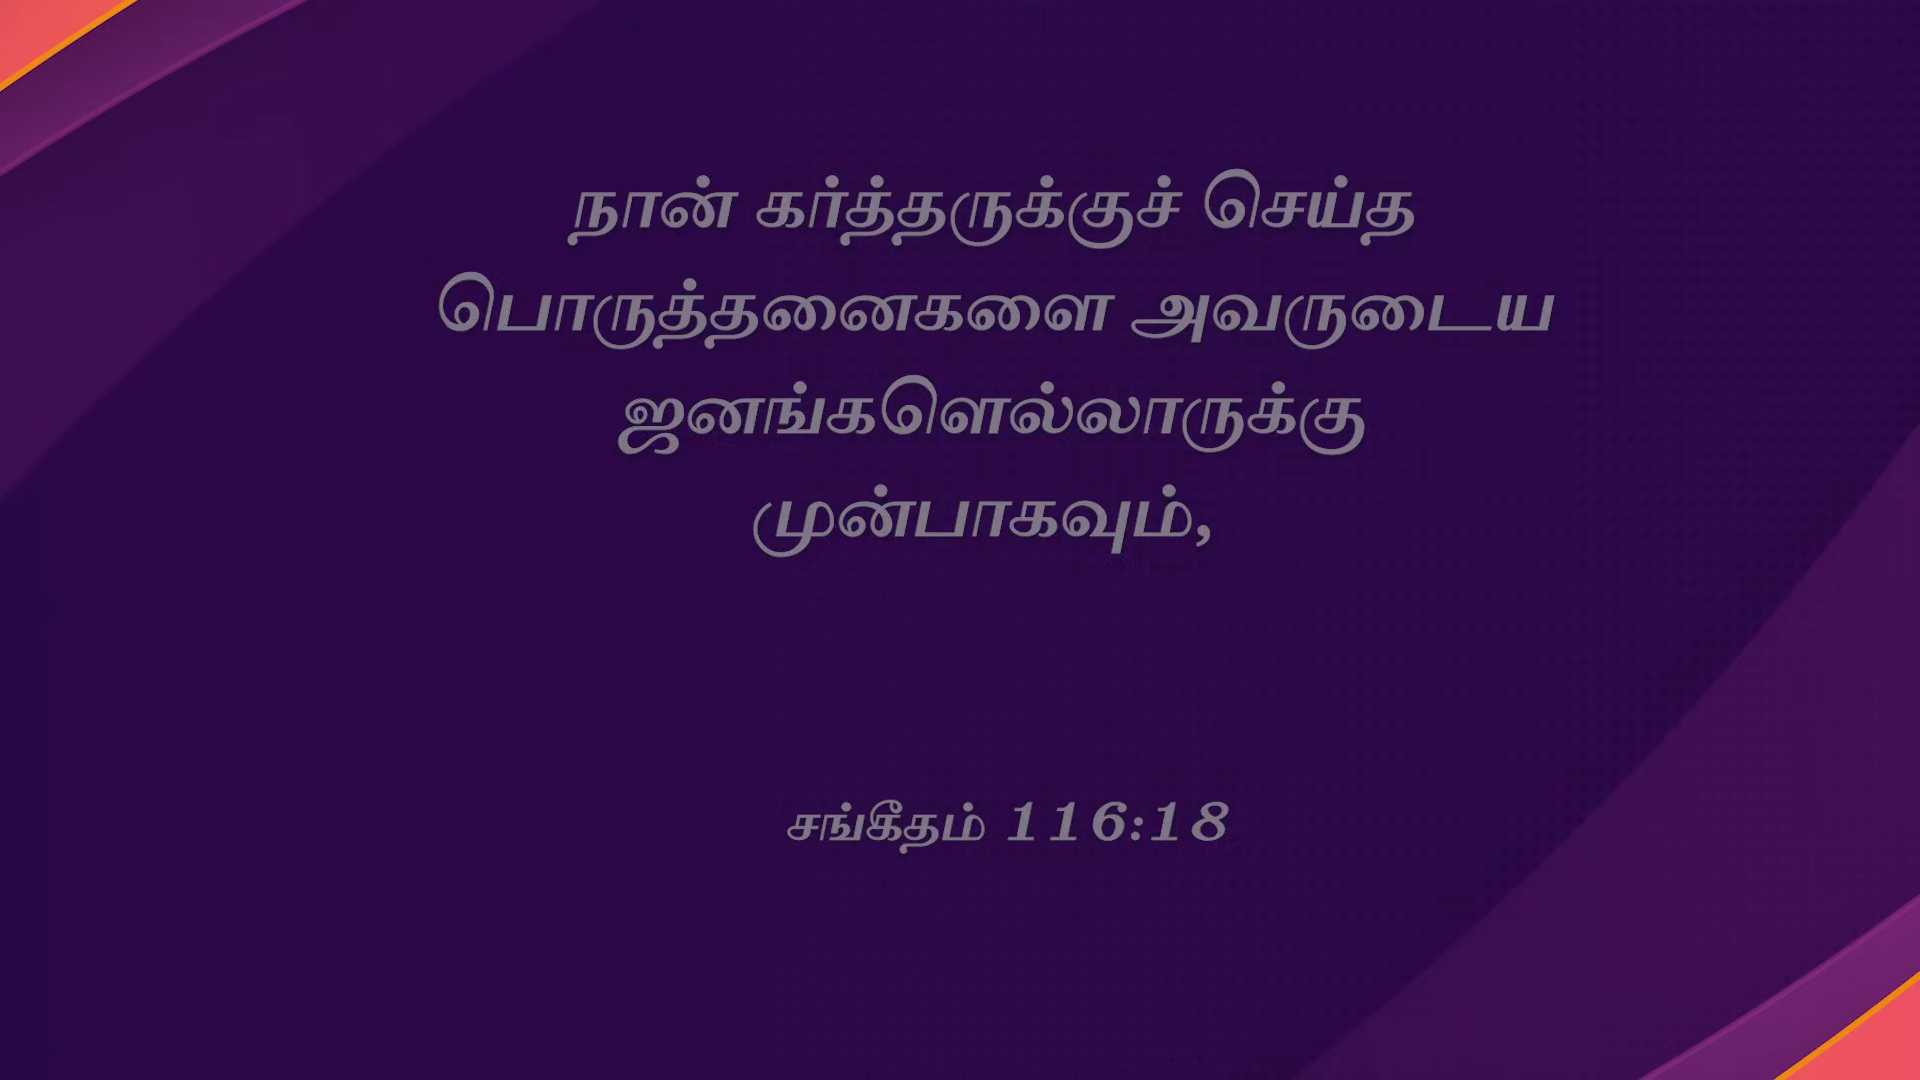 நான் கர்த்தருக்குச் செய்த
பொருத்தனைகளை அவருடைய
ஜனங்களெல்லாருக்கு
முன்பாகவும்,
சங்கீதம் 116:18